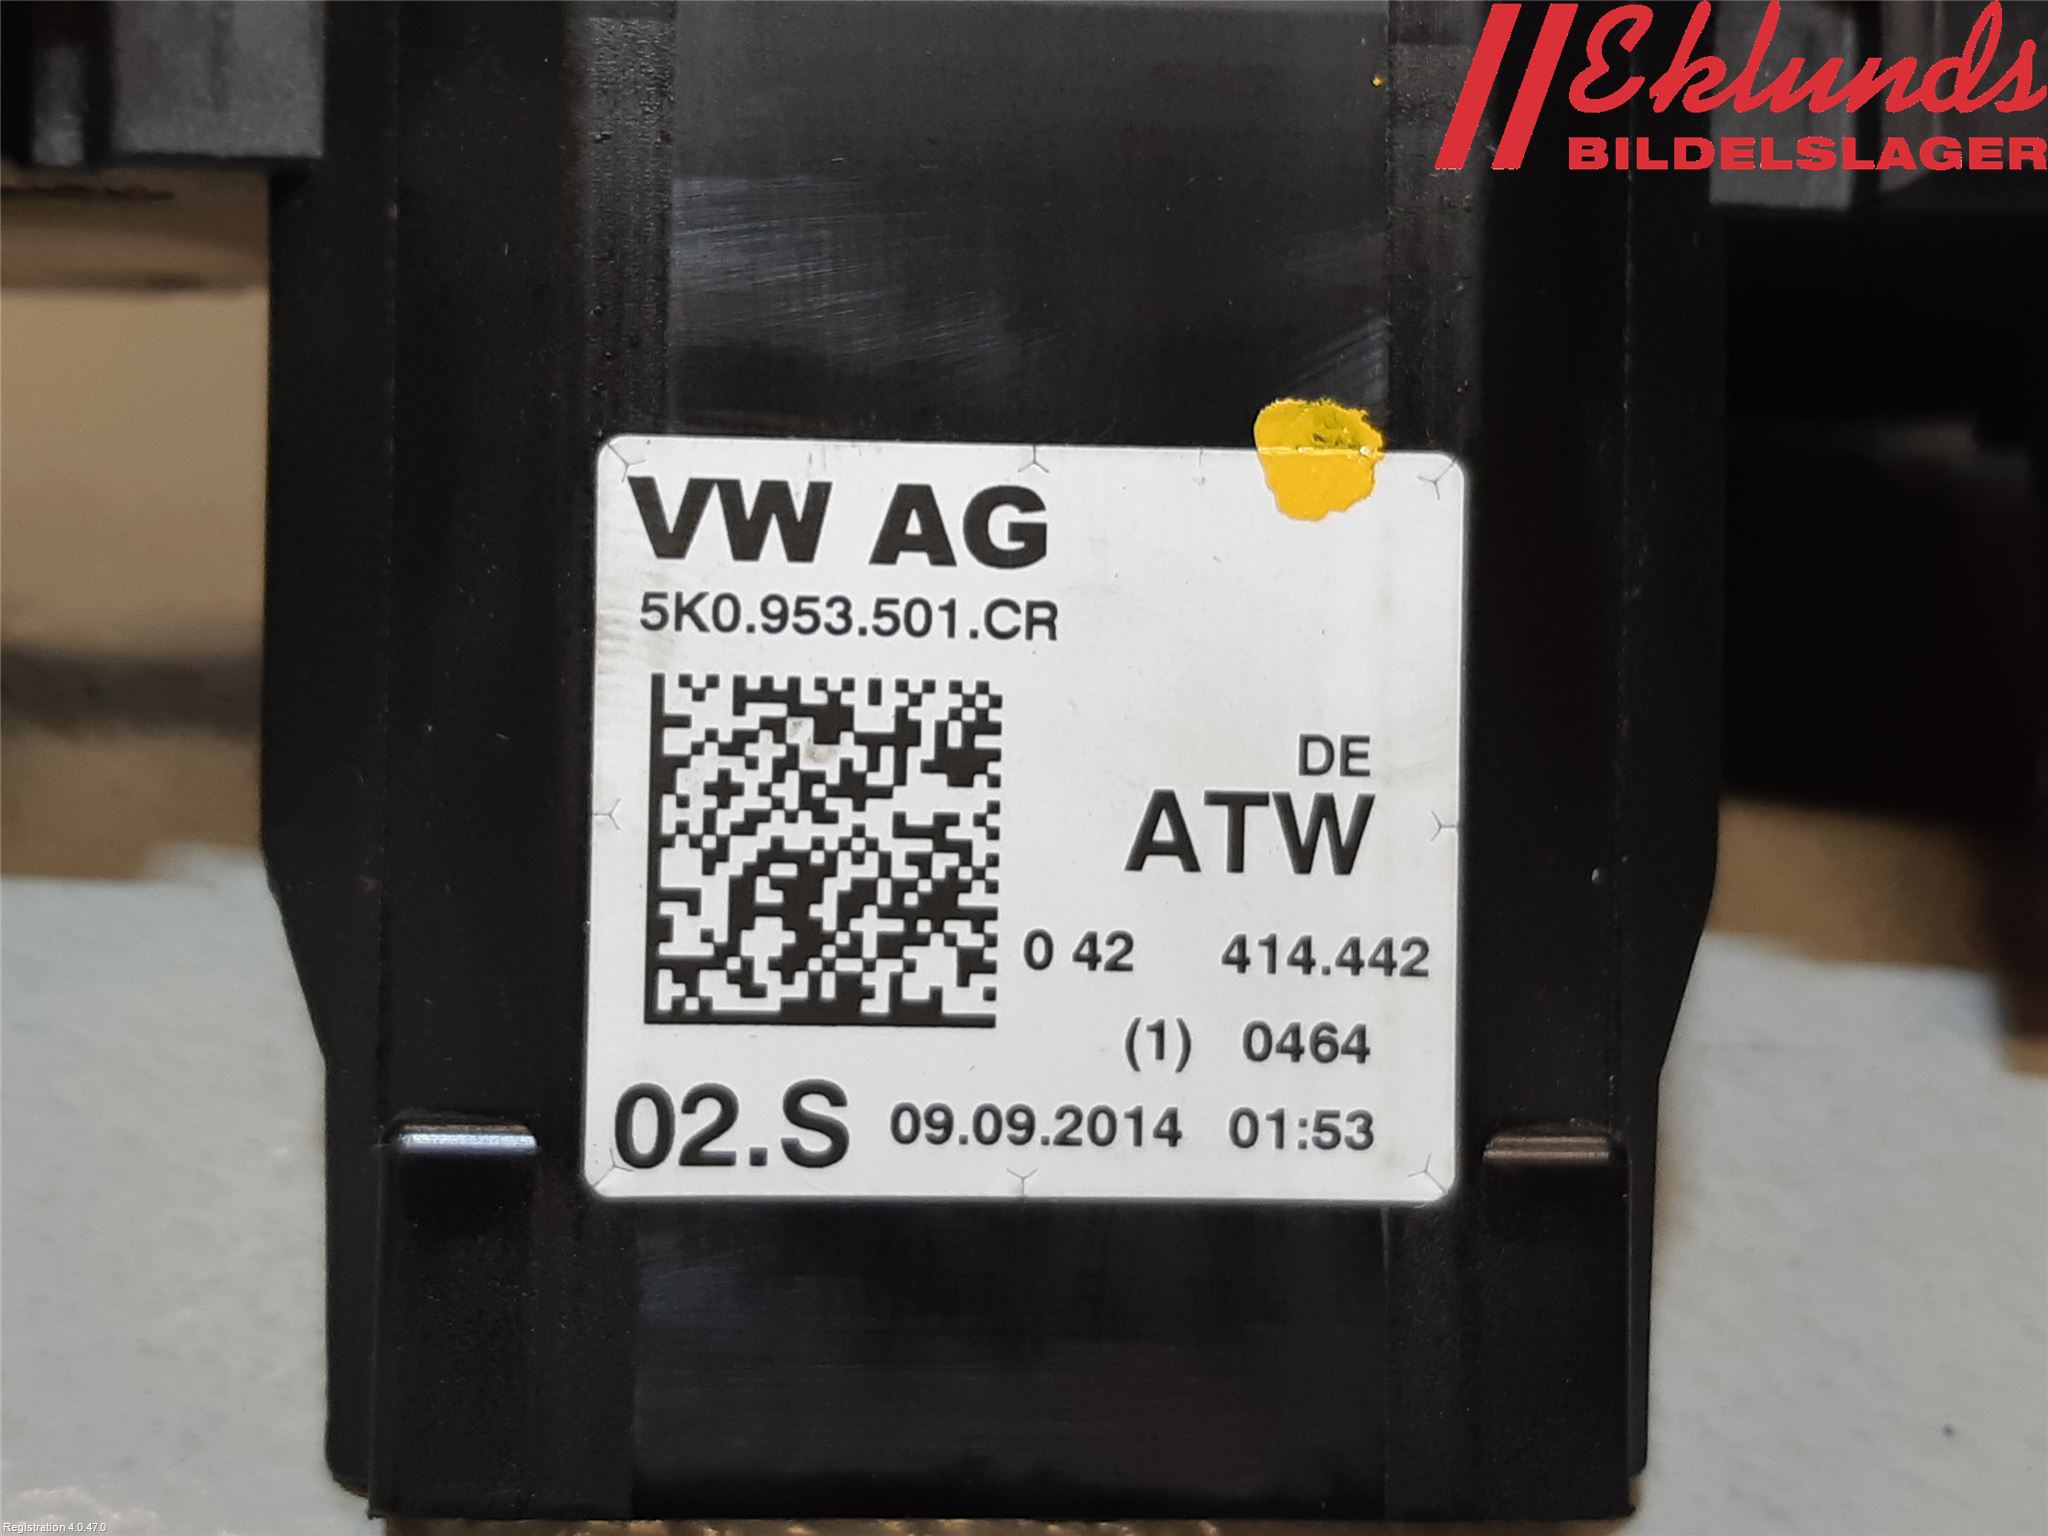 Eklunds
BILDELSLAGER
VW AG
5K0.953.501.CR
DE
ATW
0 42 414.442
(1) 0464
02.S 09.09.2014 01:53
Registration 4.0.47.0